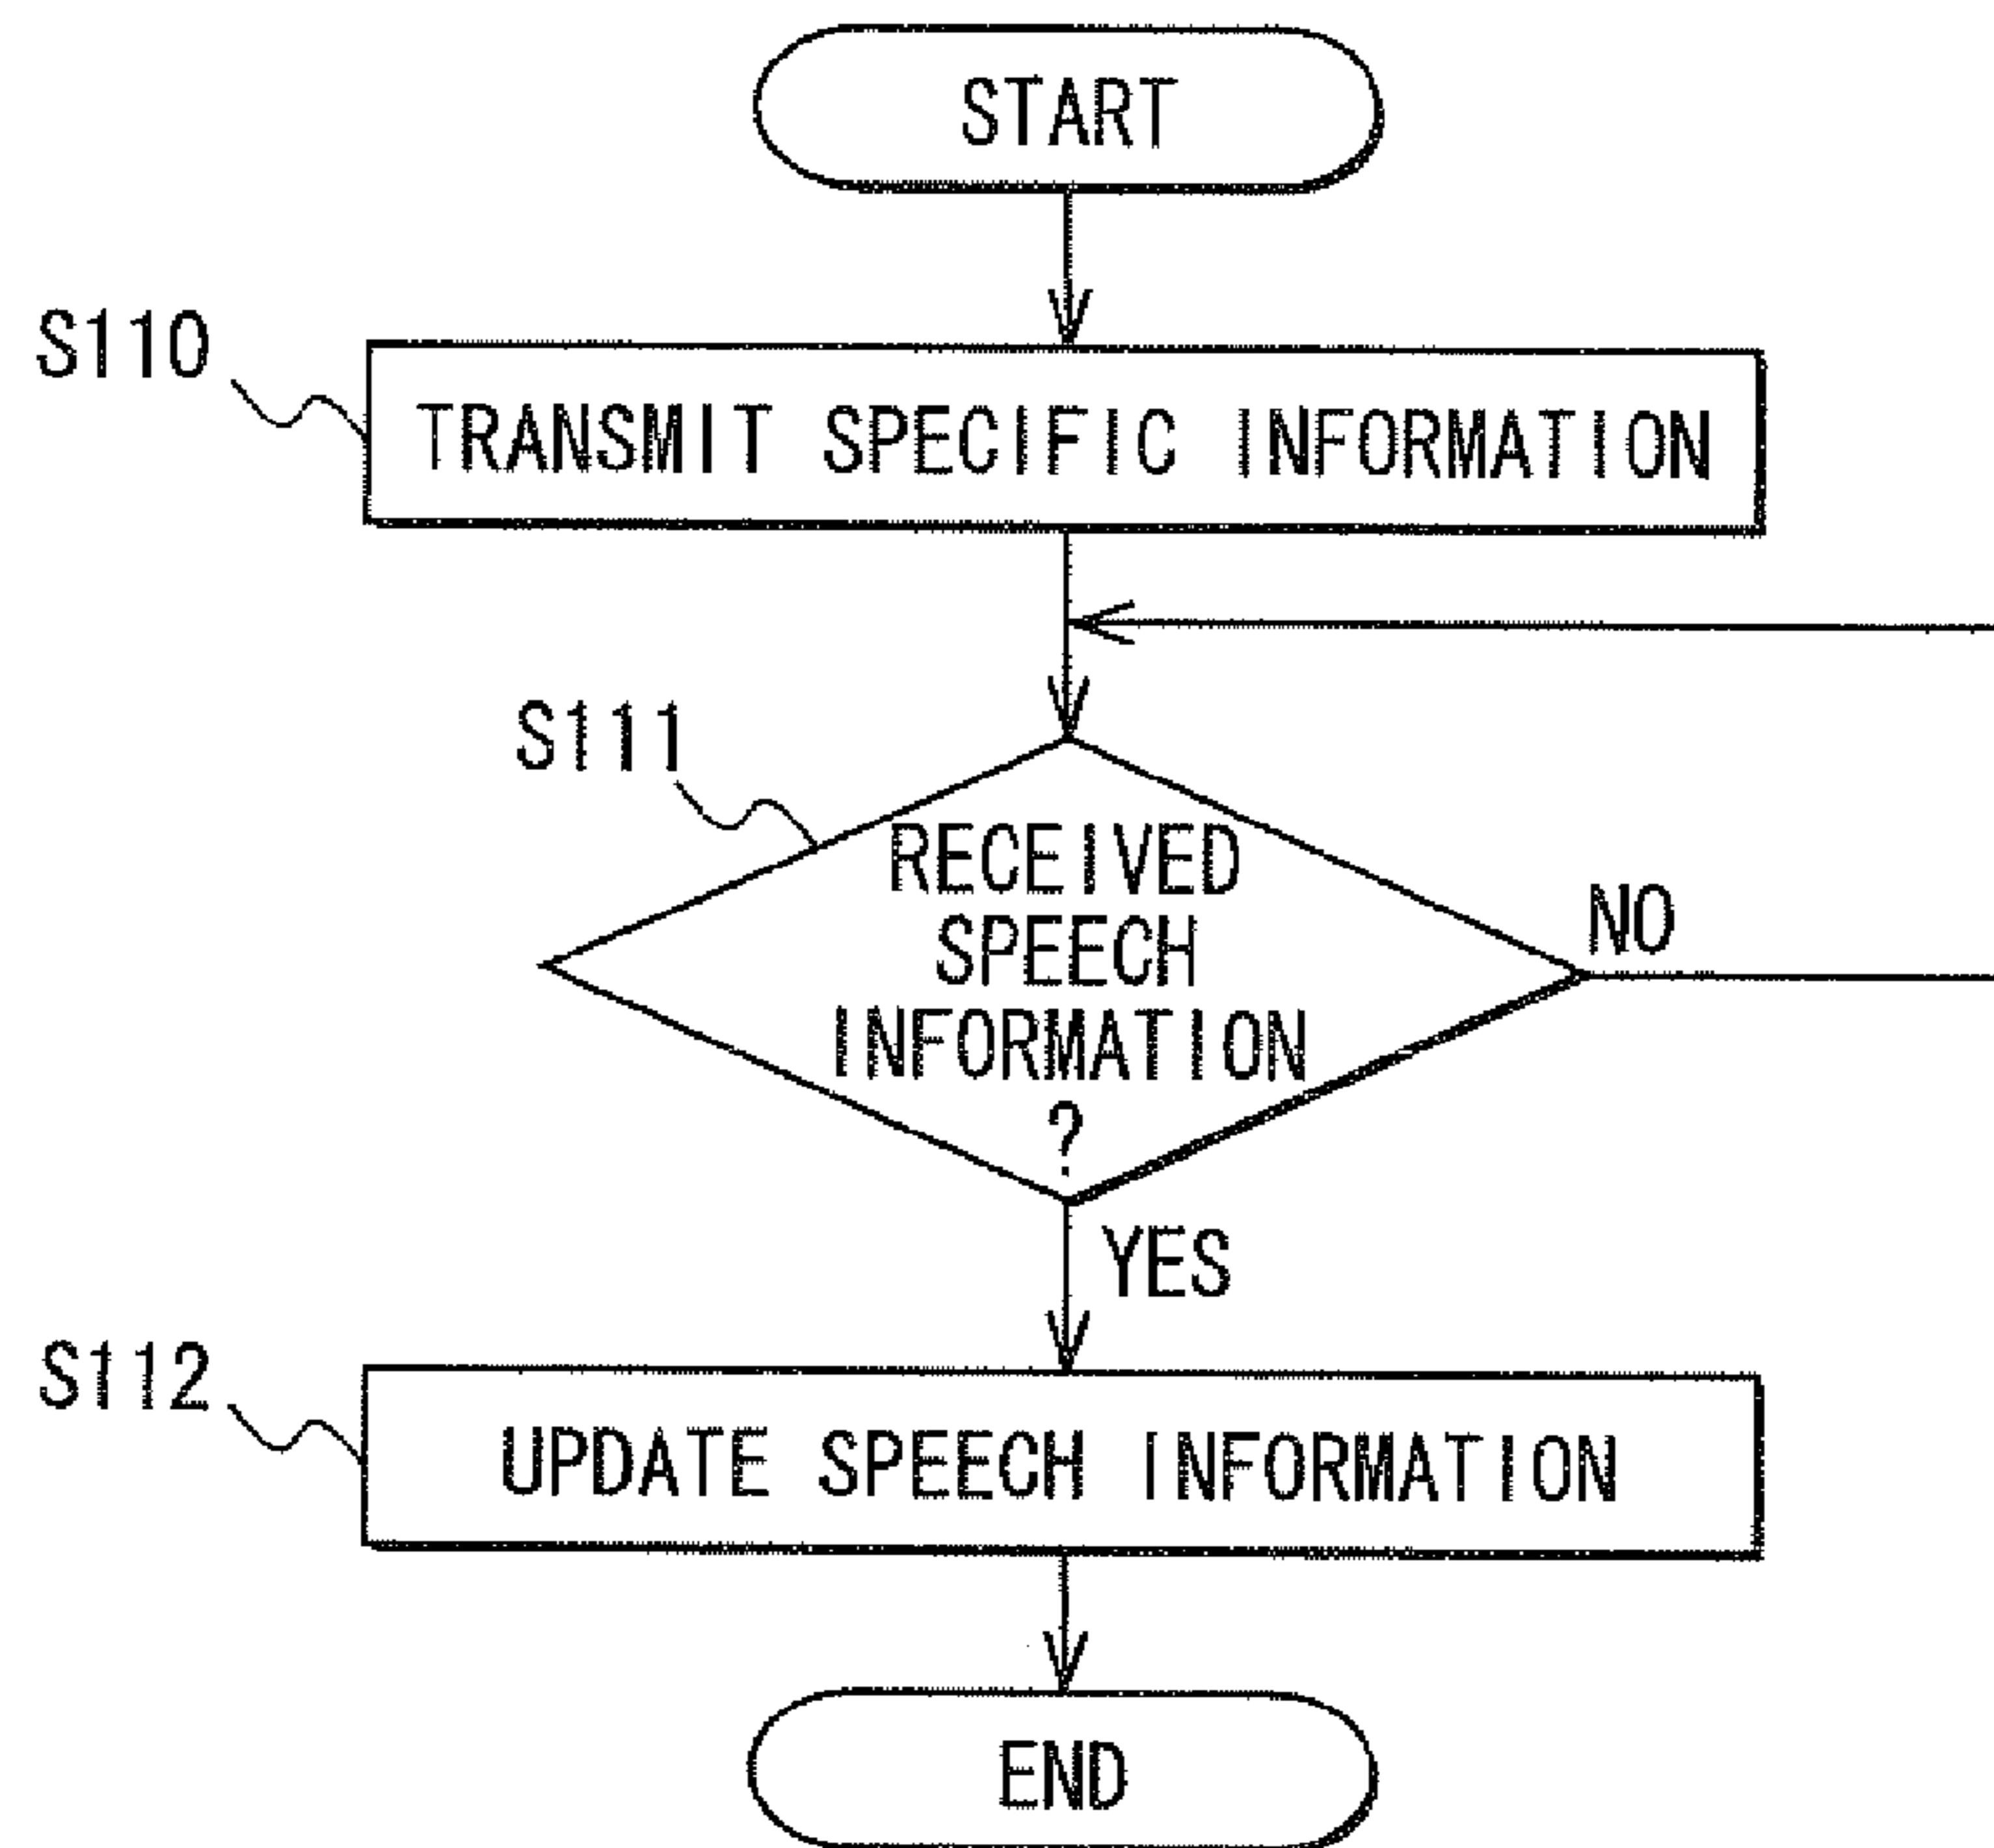 START
S110
TRANSMIT SPECIFIC INFORMATION
S111
RECEIVED
SPEECH
INFORMATION
?
NO
YES
S112
UPDATE SPEECH INFORMATION
END